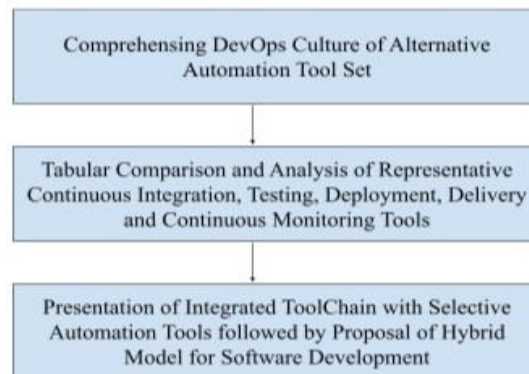 Comprehensing DevOps Culture of Alternative
Automation Tool Set
Tabular Comparison and Analysis of Representative
Continuous Integration, Testing, Deployment, Delivery
and Continuous Monitoring Tools
Presentation of Integrated ToolChain with Selective
Automation Tools followed by Proposal of Hybrid
Model for Software Development